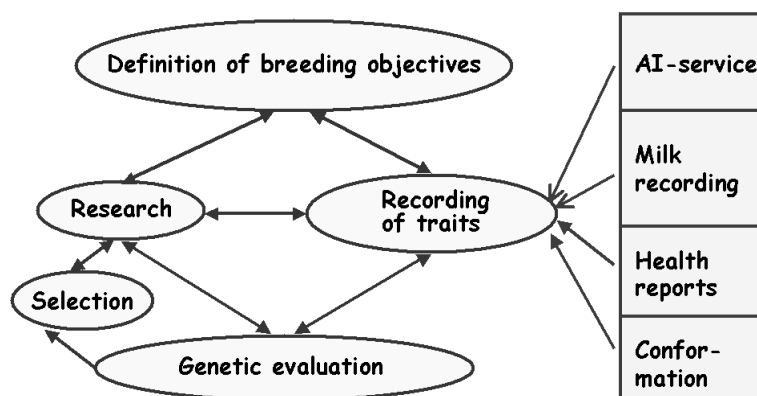 Definition of breeding objectives
AI-service
Milk
recording
Research
Recording
of traits
Health
reports
Selection
Genetic evaluation
Confor-
mation